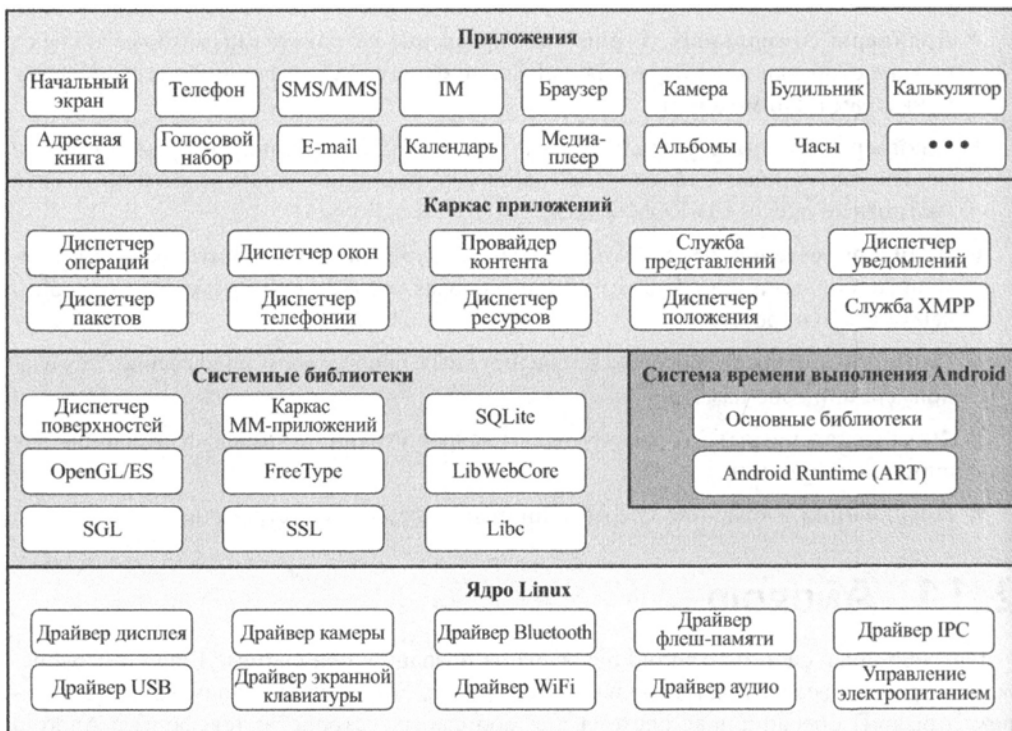 Приложения
Начальный
экран
Телефон
SMS/MMS
IM
Браузер
Камера
Будильник
Калькулятор
Адресная
книга
Голосовой
набор
E-mail
Календарь
Медиа-
плеер
Альбомы
Часы
•••
Каркас приложений
Диспетчер
операций
Диспетчер окон
Провайдер
контента
Служба
представлений
Диспетчер
уведомлений
Диспетчер
пакетов
Диспетчер
телефонии
Диспетчер
ресурсов
Диспетчер
положения
Служба XMPP
Системные библиотеки
Диспетчер
поверхностей
Каркас
ММ-приложений
SQLite
OpenGL/ES
FreeType
LibWebCore
SGL
SSL
Libc
Система времени выполнения Android
Основные библиотеки
Android Runtime (ART)
Ядро Linux
Драйвер дисплея
Драйвер камеры
Драйвер Bluetooth
Драйвер
флеш-памяти
Драйвер IPC
Драйвер USB
Драйвер экранной
клавиатуры
Драйвер WiFi
Драйвер аудио
Управление
электропитанием